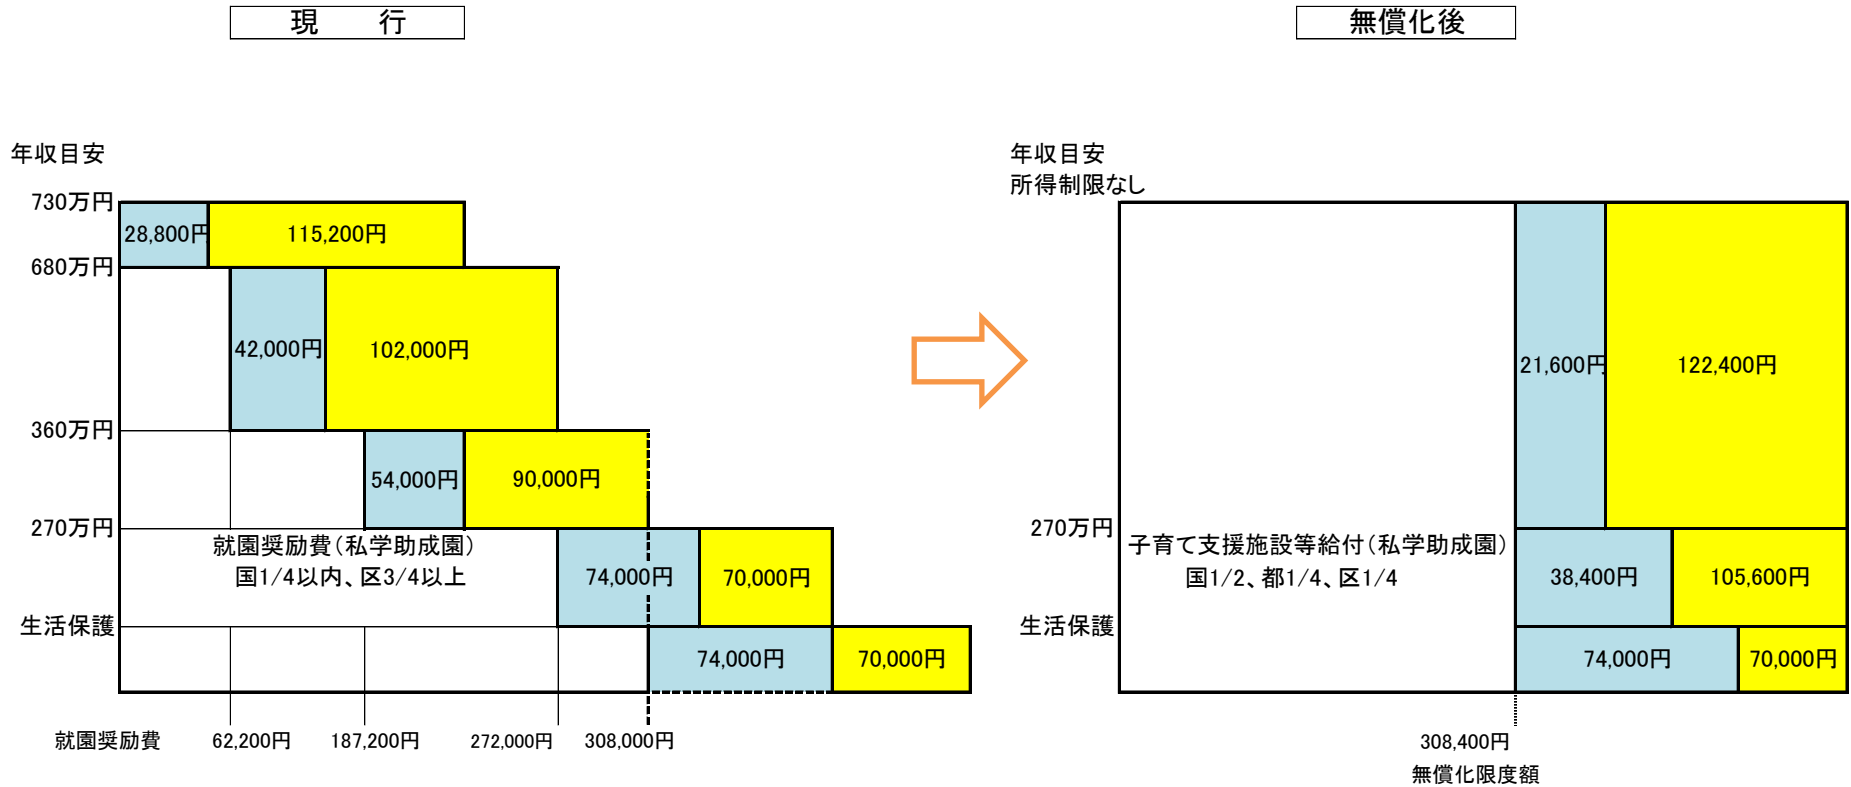 現　　行
年収目安
730万円
28,800円
115,200円
680万円
42,000円
102,000円
360万円
54,000円
90,000円
270万円
就園奨励費（私学助成園）
国1/4以内、区3/4以上
74,000円
70,000円
生活保護
74,000円
70,000円
就園奨励費
62,200円
187,200円
272,000円
308,000円
無償化後
年収目安
所得制限なし
21,600円
122,400円
270万円
子育て支援施設等給付（私学助成園）
国1/2、都1/4、区1/4
38,400円
105,600円
生活保護
74,000円
70,000円
308,400円
無償化限度額